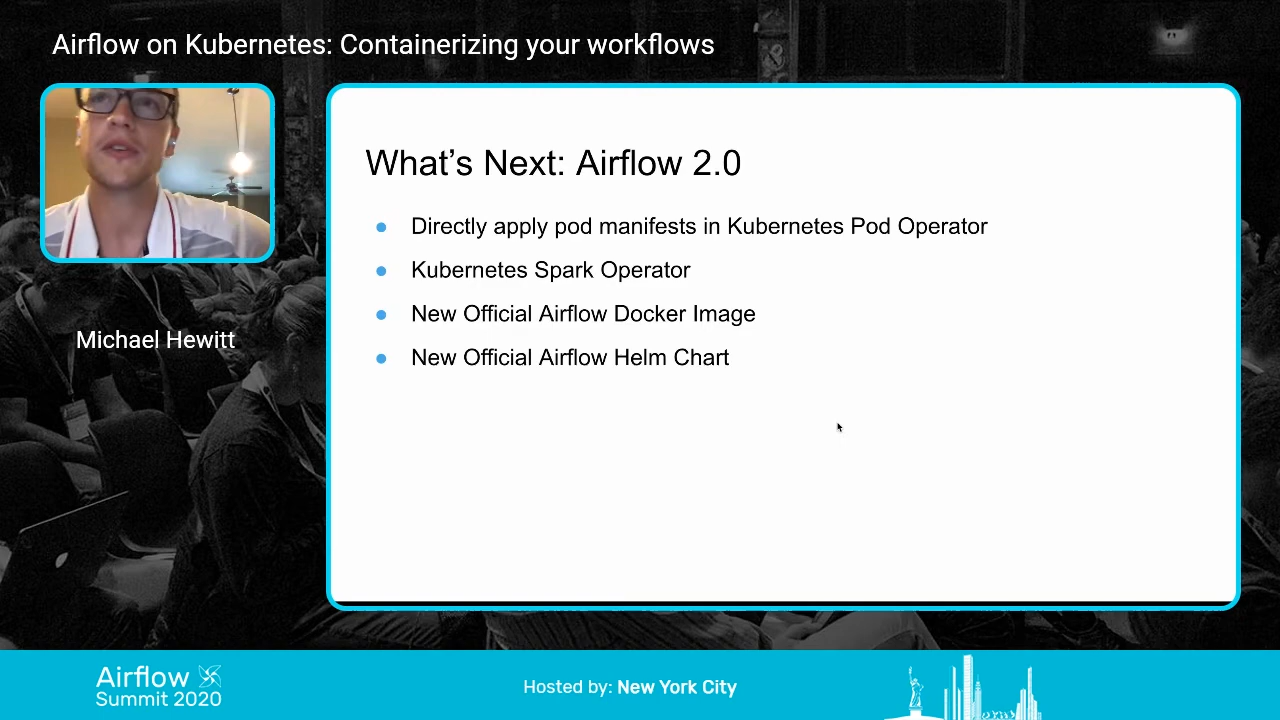 Airflow on Kubernetes: Containerizing your workflows
What's Next: Airflow 2.0
Directly apply pod manifests in Kubernetes Pod Operator
Kubernetes Spark Operator
New Official Airflow Docker Image
New Official Airflow Helm Chart
Michael Hewitt
Airflow
Summit 2020
Hosted by: New York City